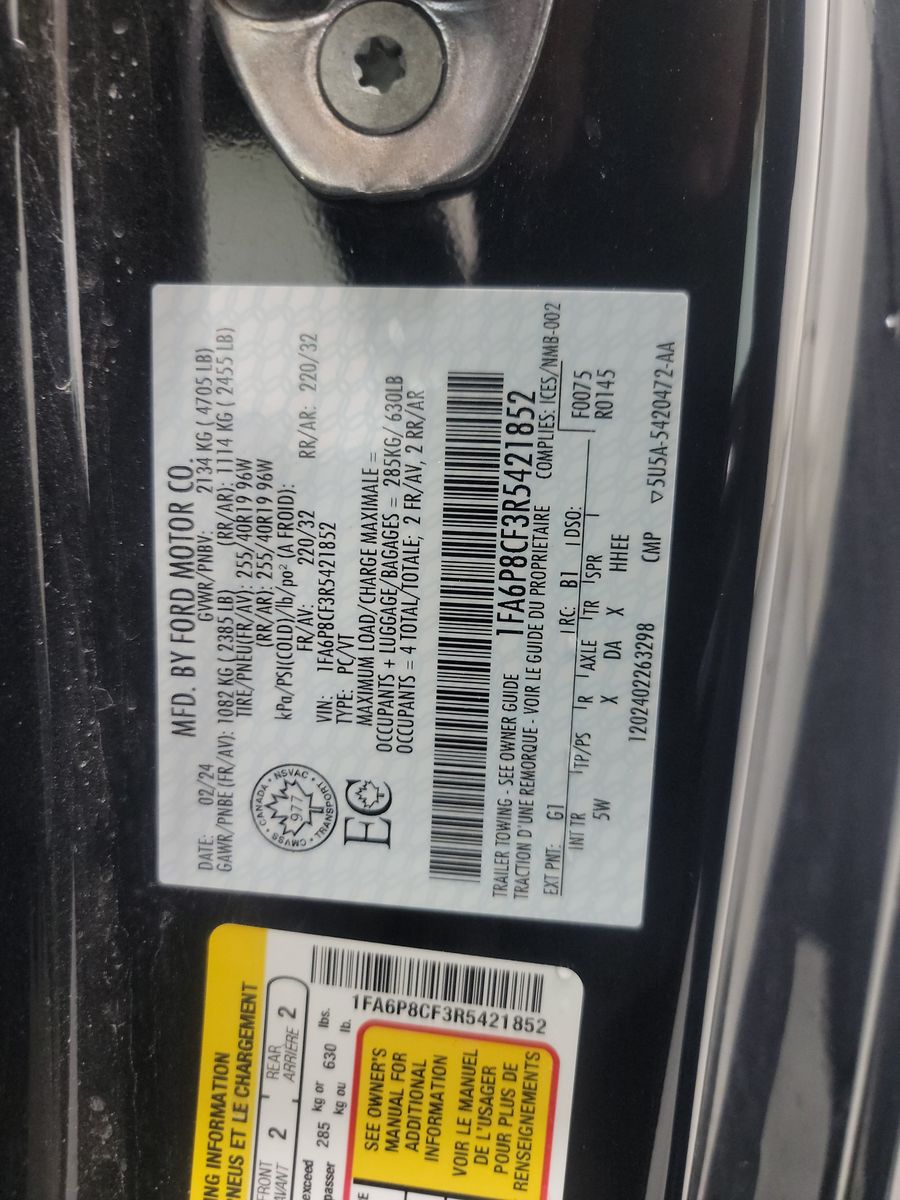 MFD. BY FORD MOTOR CO.
DATE: 02/24 GVWR/PNBV: 2134 KG ( 4705 LB)
GAWR/PNBE (FR/AV): 1082 KG ( 2385 LB) (RR/AR): 1114 KG ( 2455 LB)
TIRE/PNEU(FR/AV): 255/40R19 96W
(RR/AR): 255/40R19 96W
kPa/PSI(COLD)/lb/po² (A FROID):
FR/AV: 220/32 RR/AR: 220/32
VIN: 1FA6P8CF3R5421852
TYPE: PC/VT
MAXIMUM LOAD/CHARGE MAXIMALE =
OCCUPANTS + LUGGAGE/BAGAGES = 285KG/ 630LB
OCCUPANTS = 4 TOTAL/TOTALE; 2 FR/AV, 2 RR/AR
CANADA · NSVAC · TRANSPORT · CMVSS
977
EC
1FA6P8CF3R5421852
TRAILER TOWING - SEE OWNER GUIDE
TRACTION D'UNE REMORQUE - VOIR LE GUIDE DU PROPRIETAIRE COMPLIES: ICES/NMB-002
EXT PNT: G1 RC: B1 DSO: F0075
R0145
INT TR TP/PS R AXLE TR SPR
5W X DA X HHEE
120240226329​8 CMP ▽5U5A-5420472-AA
NG INFORMATION
NEUS ET LE CHARGEMENT
FRONT 2 REAR 2
AVANT ARRIÈRE
exceed 285 kg or 630 lbs.
passer kg ou lb.
1FA6P8CF3R5421852
SEE OWNER'S
MANUAL FOR
ADDITIONAL
INFORMATION
VOIR LE MANUEL
DE L'USAGER
POUR PLUS DE
RENSEIGNEMENTS